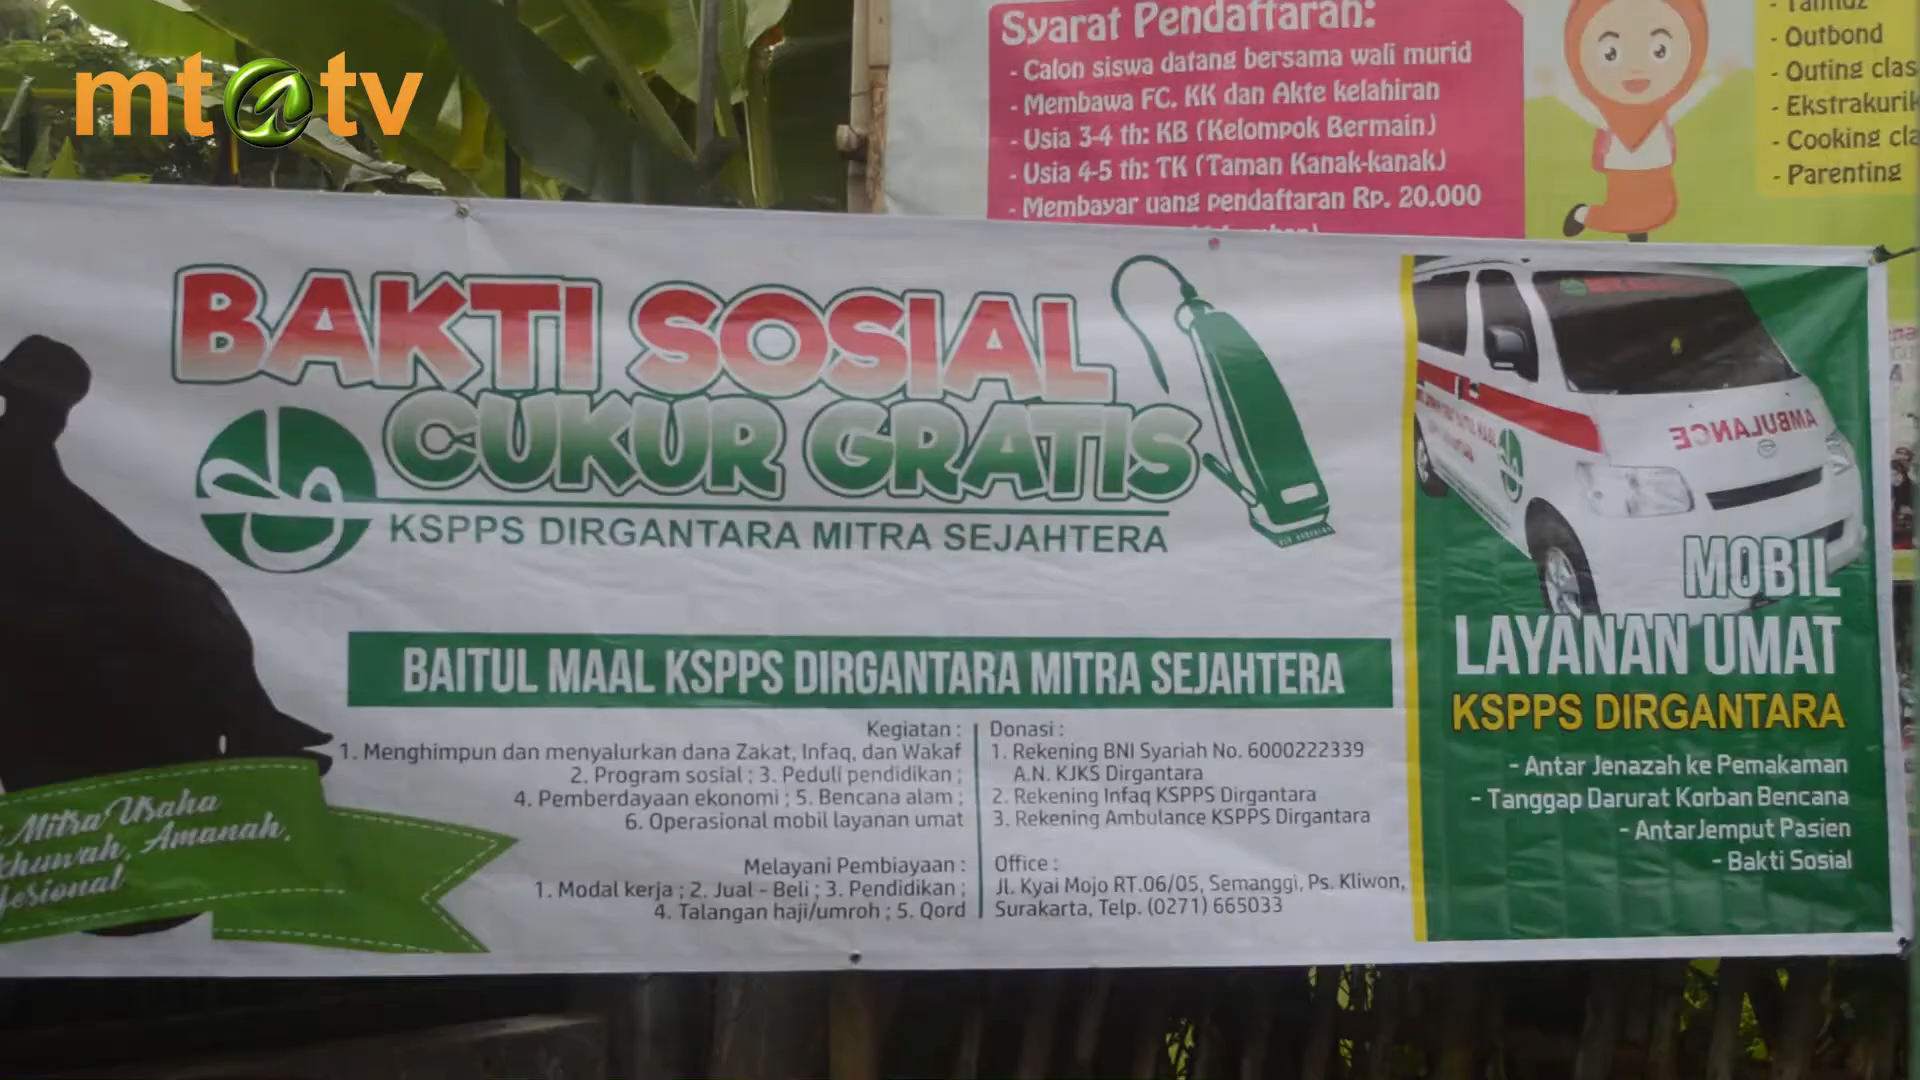 mt@tv
Syarat Pendaftaran:
- Calon siswa datang bersama wali murid
- Membawa FC. KK dan Akte kelahiran
- Usia 3-4 th: KB (Kelompok Bermain)
- Usia 4-5 th: TK (Taman Kanak-kanak)
- Membayar uang pendaftaran Rp. 20.000
- Outbond
- Outing clas
- Ekstrakurik
- Cooking cla
- Parenting
BAKTI SOSIAL
CUKUR GRATIS
KSPPS DIRGANTARA MITRA SEJAHTERA
BAITUL MAAL KSPPS DIRGANTARA MITRA SEJAHTERA
Kegiatan :
1. Menghimpun dan menyalurkan dana Zakat, Infaq, dan Wakaf
2. Program sosial ; 3. Peduli pendidikan ;
4. Pemberdayaan ekonomi ; 5. Bencana alam ;
6. Operasional mobil layanan umat
Melayani Pembiayaan :
1. Modal kerja ; 2. Jual - Beli ; 3. Pendidikan ;
4. Talangan haji/umroh ; 5. Qord
Donasi :
1. Rekening BNI Syariah No. 6000222339
A.N. KJKS Dirgantara
2. Rekening Infaq KSPPS Dirgantara
3. Rekening Ambulance KSPPS Dirgantara
Office :
Jl. Kyai Mojo RT.06/05, Semanggi, Ps. Kliwon,
Surakarta, Telp. (0271) 665033
Mitra Usaha
khuwah, Amanah,
fesional
AMBULANCE
MOBIL
LAYANAN UMAT
KSPPS DIRGANTARA
- Antar Jenazah ke Pemakaman
- Tanggap Darurat Korban Bencana
- AntarJemput Pasien
- Bakti Sosial